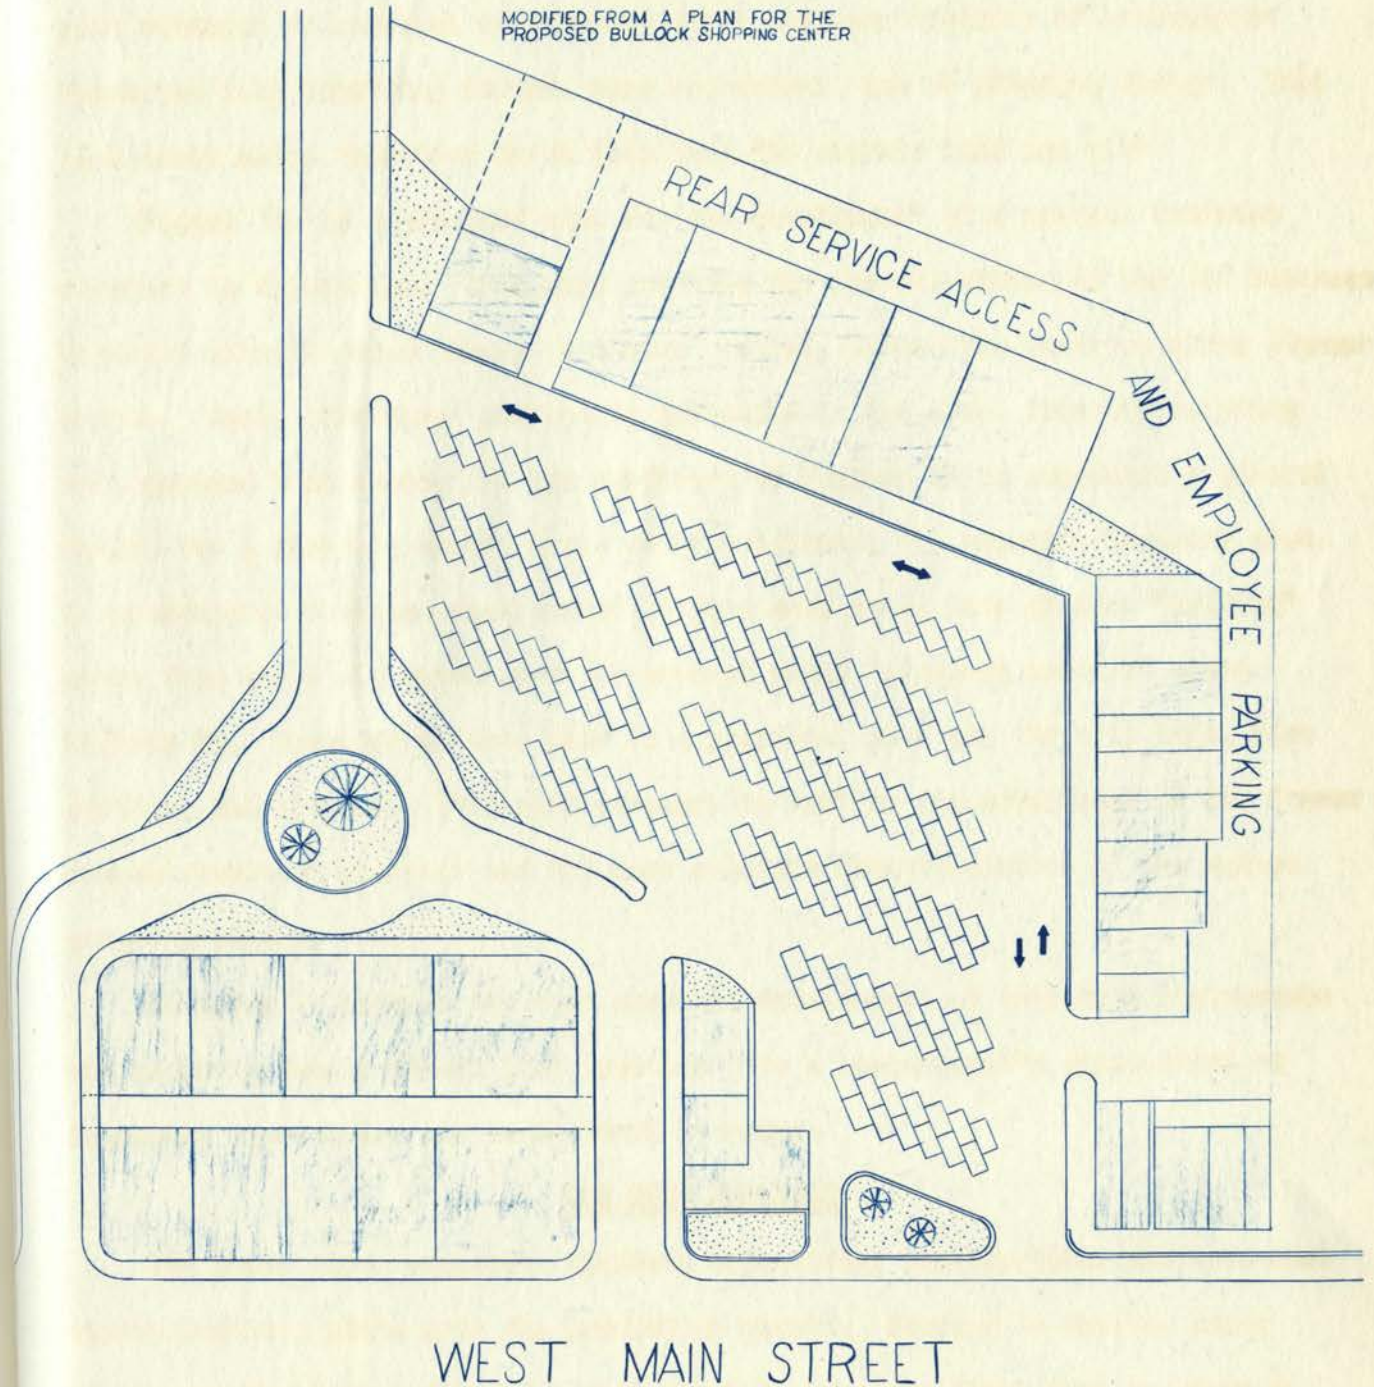 MODIFIED FROM A PLAN FOR THE
PROPOSED BULLOCK SHOPPING CENTER
REAR SERVICE ACCESS
AND EMPLOYEE PARKING
WEST MAIN STREET